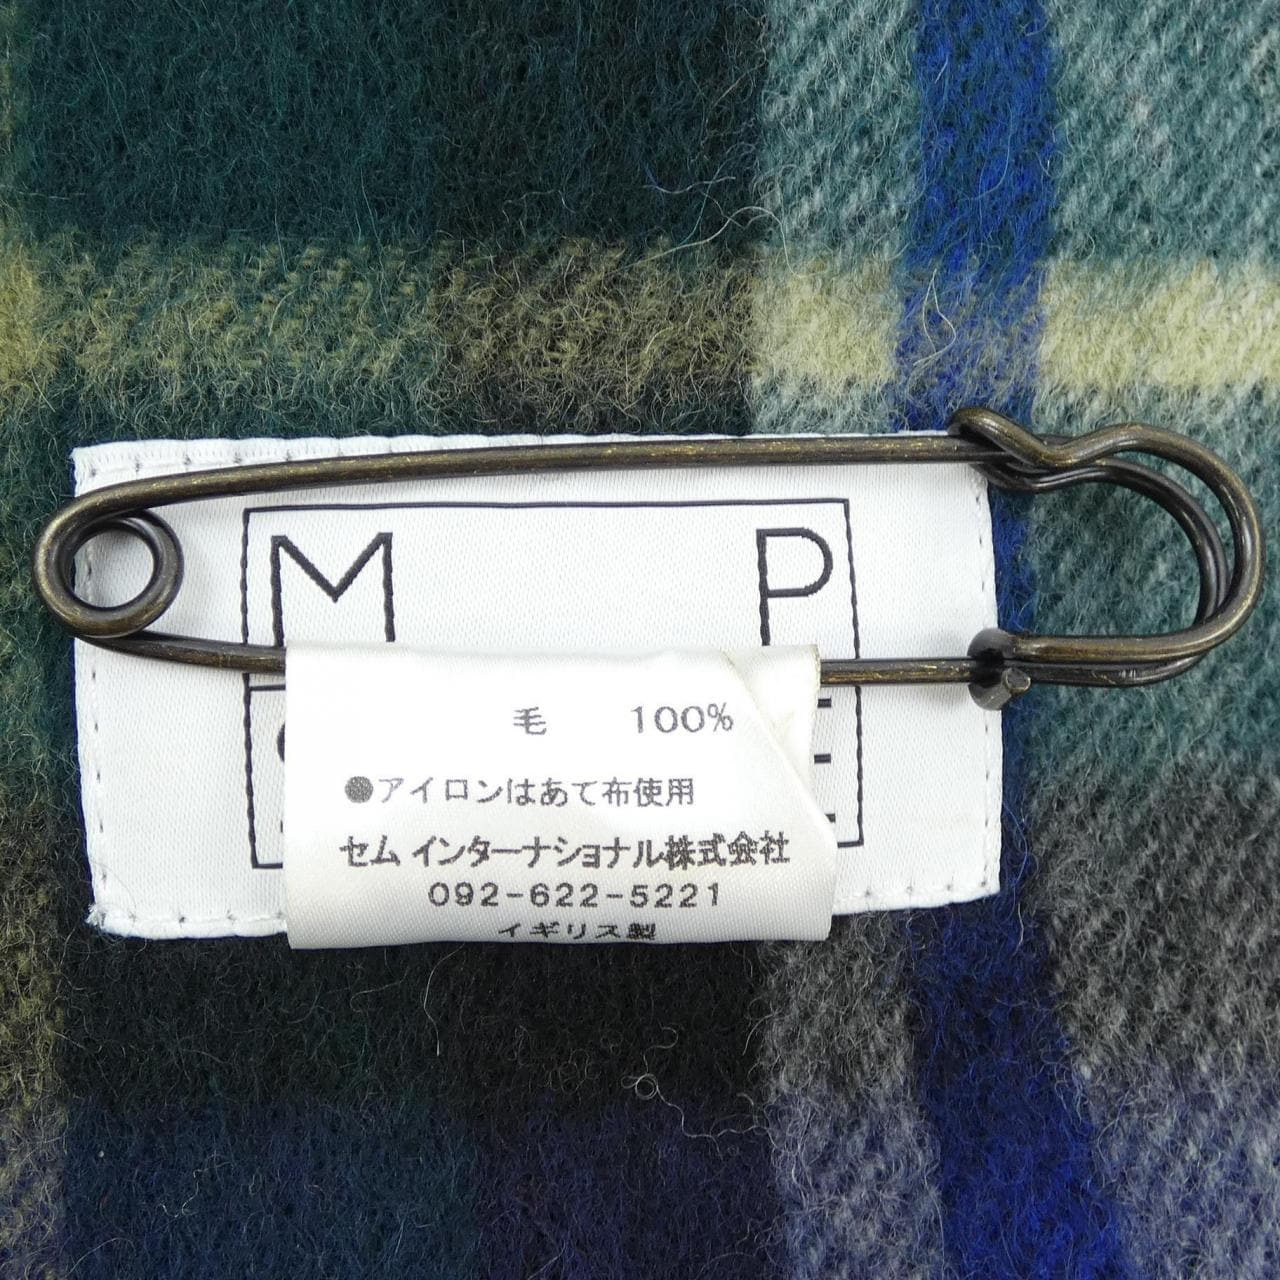 M P
毛 100%
●アイロンはあて布使用
セム インターナショナル株式会社
092-622-5221
イギリス製